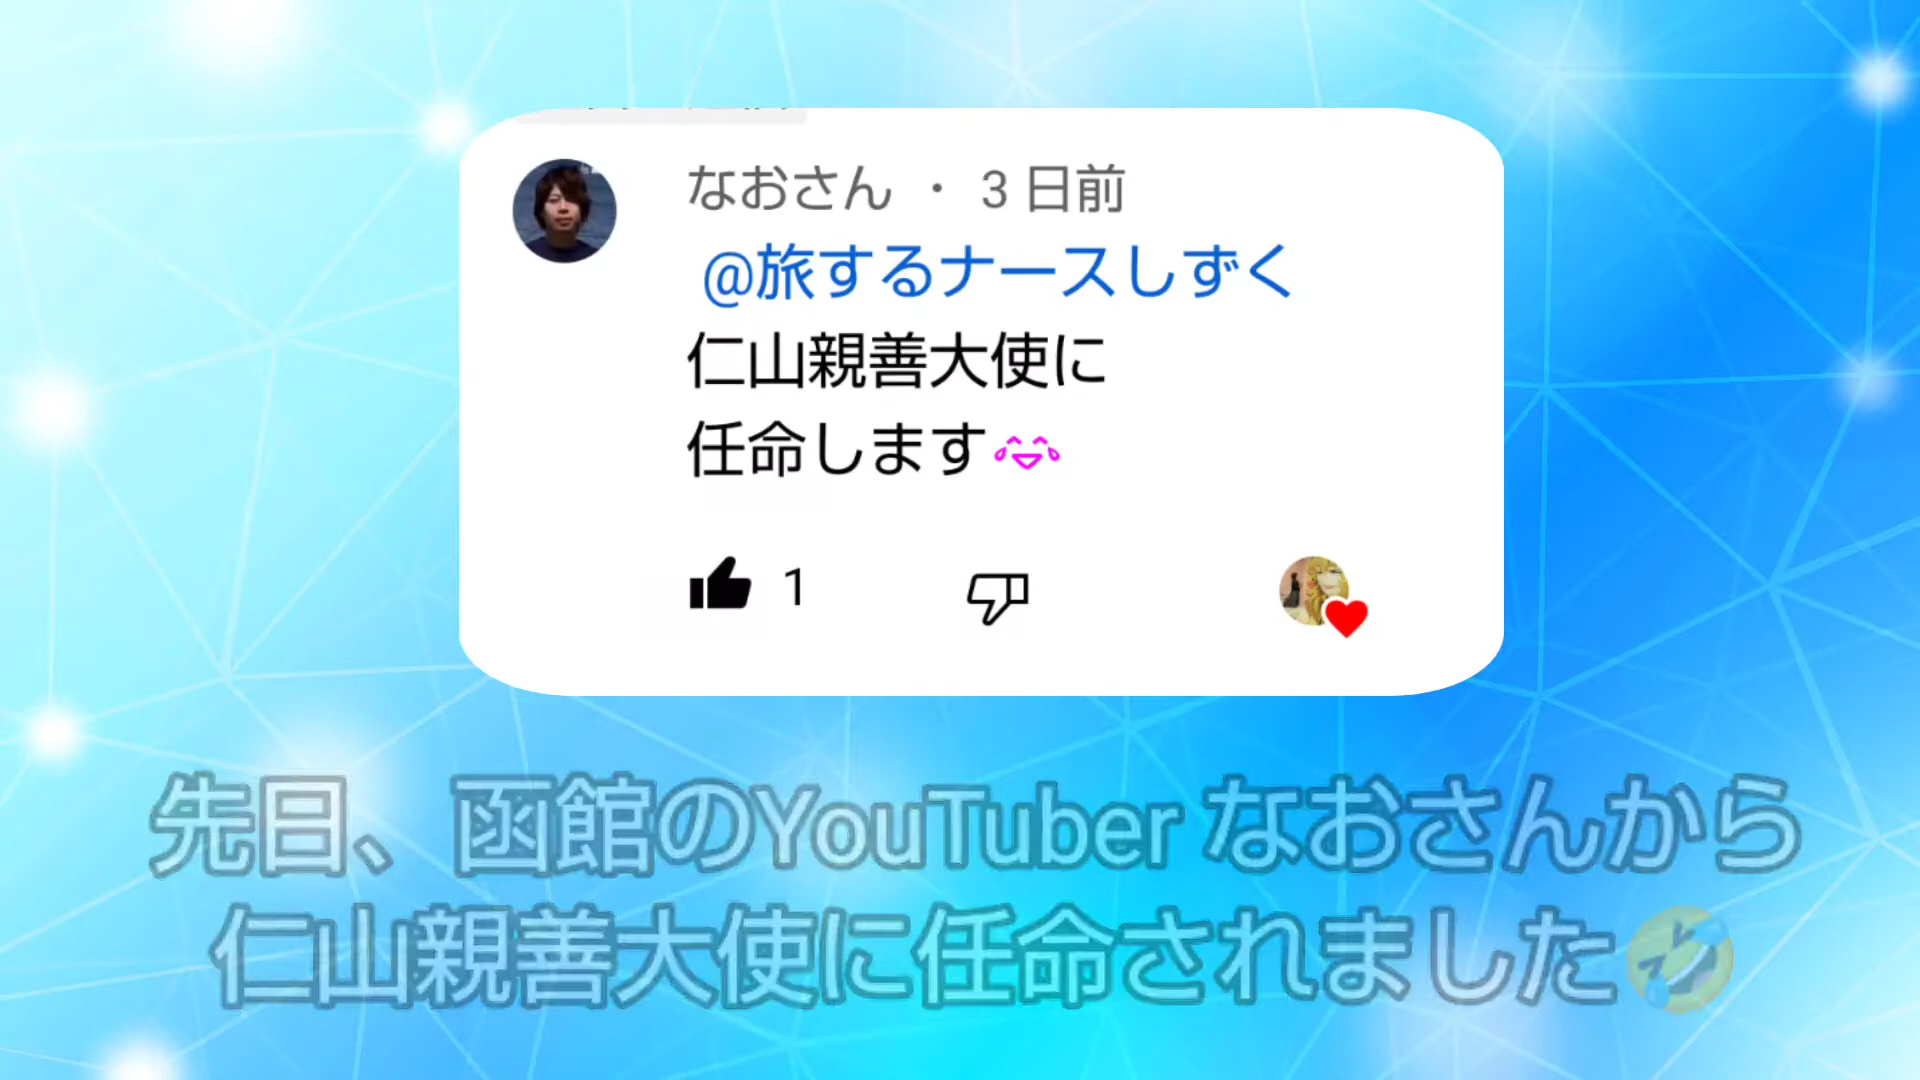 なおさん ・ 3 日前
@旅するナースしずく
仁山親善大使に
任命します😂
1
先日、函館のYouTuber なおさんから
仁山親善大使に任命されました🤣